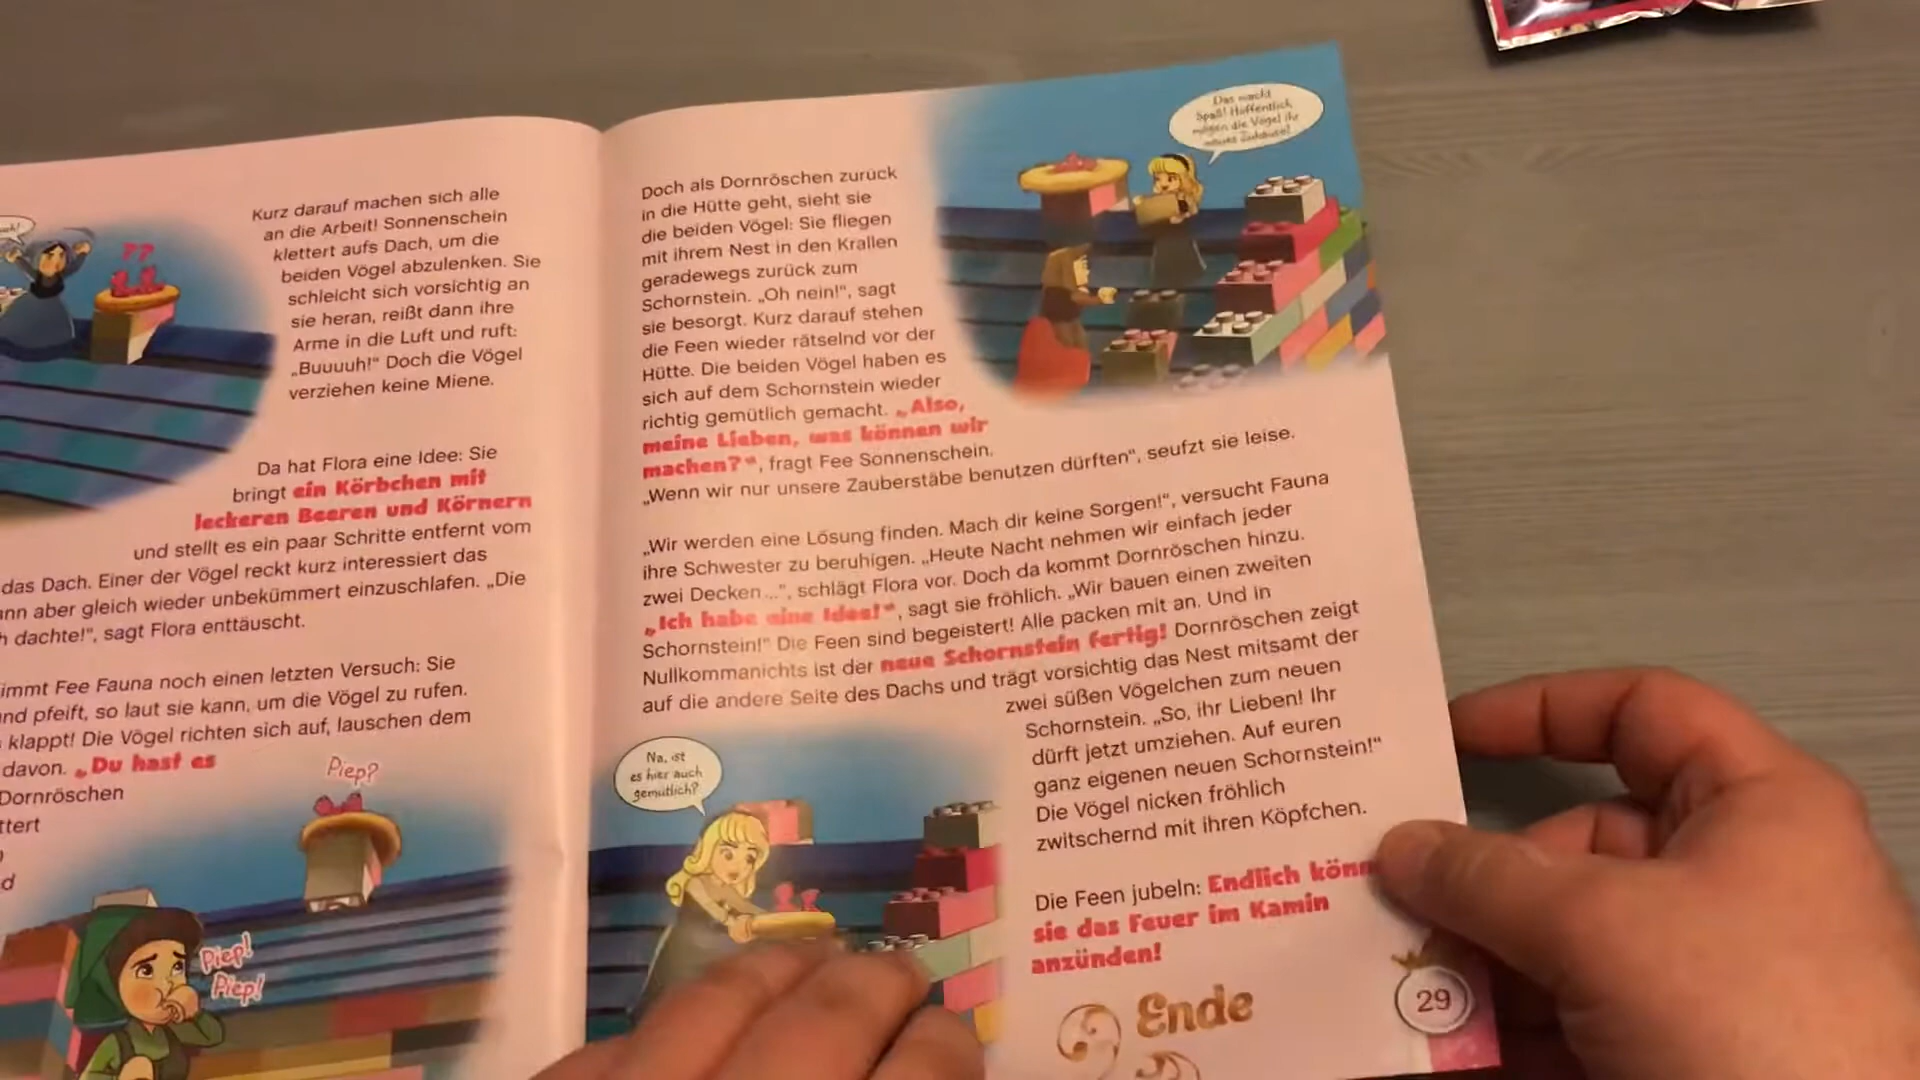 Kurz darauf machen sich alle
an die Arbeit! Sonnenschein
klettert aufs Dach, um die
beiden Vögel abzulenken. Sie
schleicht sich vorsichtig an
sie heran, reißt dann ihre
Arme in die Luft und ruft:
„Buuuuh!“ Doch die Vögel
verziehen keine Miene.
??
Da hat Flora eine Idee: Sie
bringt ein Körbchen mit
leckeren Beeren und Körnern
und stellt es ein paar Schritte entfernt vom
das Dach. Einer der Vögel reckt kurz interessiert das
ann aber gleich wieder unbekümmert einzuschlafen. „Die
h dachte!“, sagt Flora enttäuscht.
immt Fee Fauna noch einen letzten Versuch: Sie
nd pfeift, so laut sie kann, um die Vögel zu rufen.
klappt! Die Vögel richten sich auf, lauschen dem
davon. „Du hast es
Dornröschen
ttert
d
Piep?
Piep!
Piep!
Doch als Dornröschen zurück
in die Hütte geht, sieht sie
die beiden Vögel: Sie fliegen
mit ihrem Nest in den Krallen
geradewegs zurück zum
Schornstein. „Oh nein!“, sagt
sie besorgt. Kurz darauf stehen
die Feen wieder rätselnd vor der
Hütte. Die beiden Vögel haben es
sich auf dem Schornstein wieder
richtig gemütlich gemacht. „Also,
meine Lieben, was können wir
machen?“, fragt Fee Sonnenschein.
„Wenn wir nur unsere Zauberstäbe benutzen dürften“, seufzt sie leise.
Das macht
Spaß! Hoffentlich
mögen die Vögel ihr
neues Zuhause!
„Wir werden eine Lösung finden. Mach dir keine Sorgen!“, versucht Fauna
ihre Schwester zu beruhigen. „Heute Nacht nehmen wir einfach jeder
zwei Decken ...“, schlägt Flora vor. Doch da kommt Dornröschen hinzu.
„Ich habe eine Idee!“, sagt sie fröhlich. „Wir bauen einen zweiten
Schornstein!“ Die Feen sind begeistert! Alle packen mit an. Und in
Nullkommanichts ist der neue Schornstein fertig! Dornröschen zeigt
auf die andere Seite des Dachs und trägt vorsichtig das Nest mitsamt der
zwei süßen Vögelchen zum neuen
Schornstein. „So, ihr Lieben! Ihr
dürft jetzt umziehen. Auf euren
ganz eigenen neuen Schornstein!“
Die Vögel nicken fröhlich
zwitschernd mit ihren Köpfchen.
Na, ist
es hier auch
gemütlich?
Die Feen jubeln: Endlich könn
sie das Feuer im Kamin
anzünden!
Ende
29